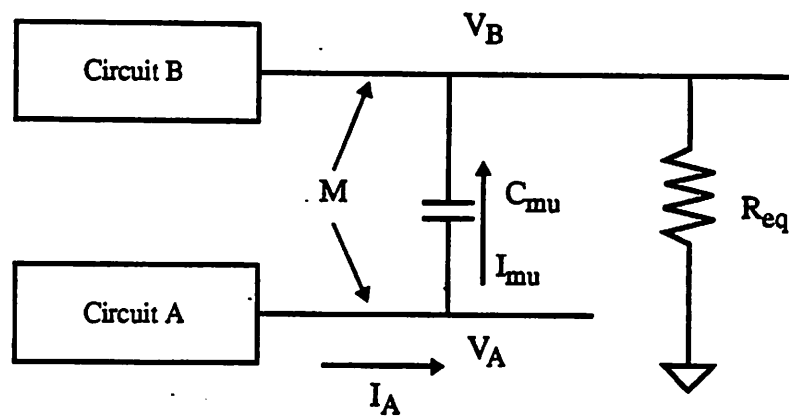 V_B
Circuit B
M
C_mu
R_eq
I_mu
Circuit A
V_A
I_A